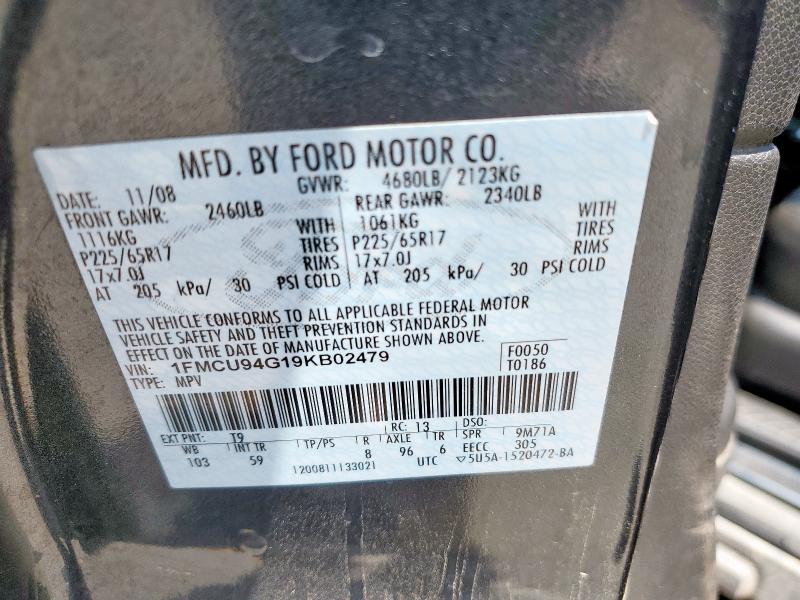 MFD. BY FORD MOTOR CO.
DATE: 11/08 GVWR: 4680LB/ 2123KG
FRONT GAWR: 2460LB REAR GAWR: 2340LB
1116KG WITH 1061KG WITH
P225/65R17 TIRES P225/65R17 TIRES
17x7.0J RIMS 17x7.0J RIMS
AT 205 kPa/ 30 PSI COLD AT 205 kPa/ 30 PSI COLD
THIS VEHICLE CONFORMS TO ALL APPLICABLE FEDERAL MOTOR
VEHICLE SAFETY AND THEFT PREVENTION STANDARDS IN
EFFECT ON THE DATE OF MANUFACTURE SHOWN ABOVE.
VIN: 1FMCU94G19KB02479 F0050
TYPE: MPV T0186
EXT PNT: T9 RC: 13 DSO:
WB INT TR TP/PS R AXLE TR SPR 9M71A
103 59 8 96 6 EECC 305
1200811133021 UTC ▽5U5A-1520472-BA